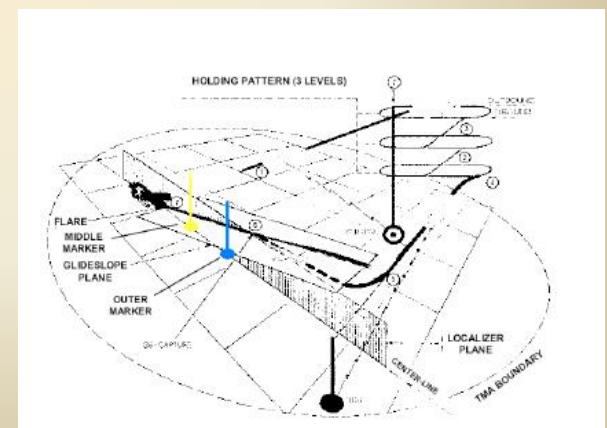 HOLDING PATTERN (3 LEVELS)
FLARE
MIDDLE
MARKER
GLIDESLOPE
PLANE
OUTER
MARKER
LOCALIZER
PLANE
CENTER LINE
TMA BOUNDARY